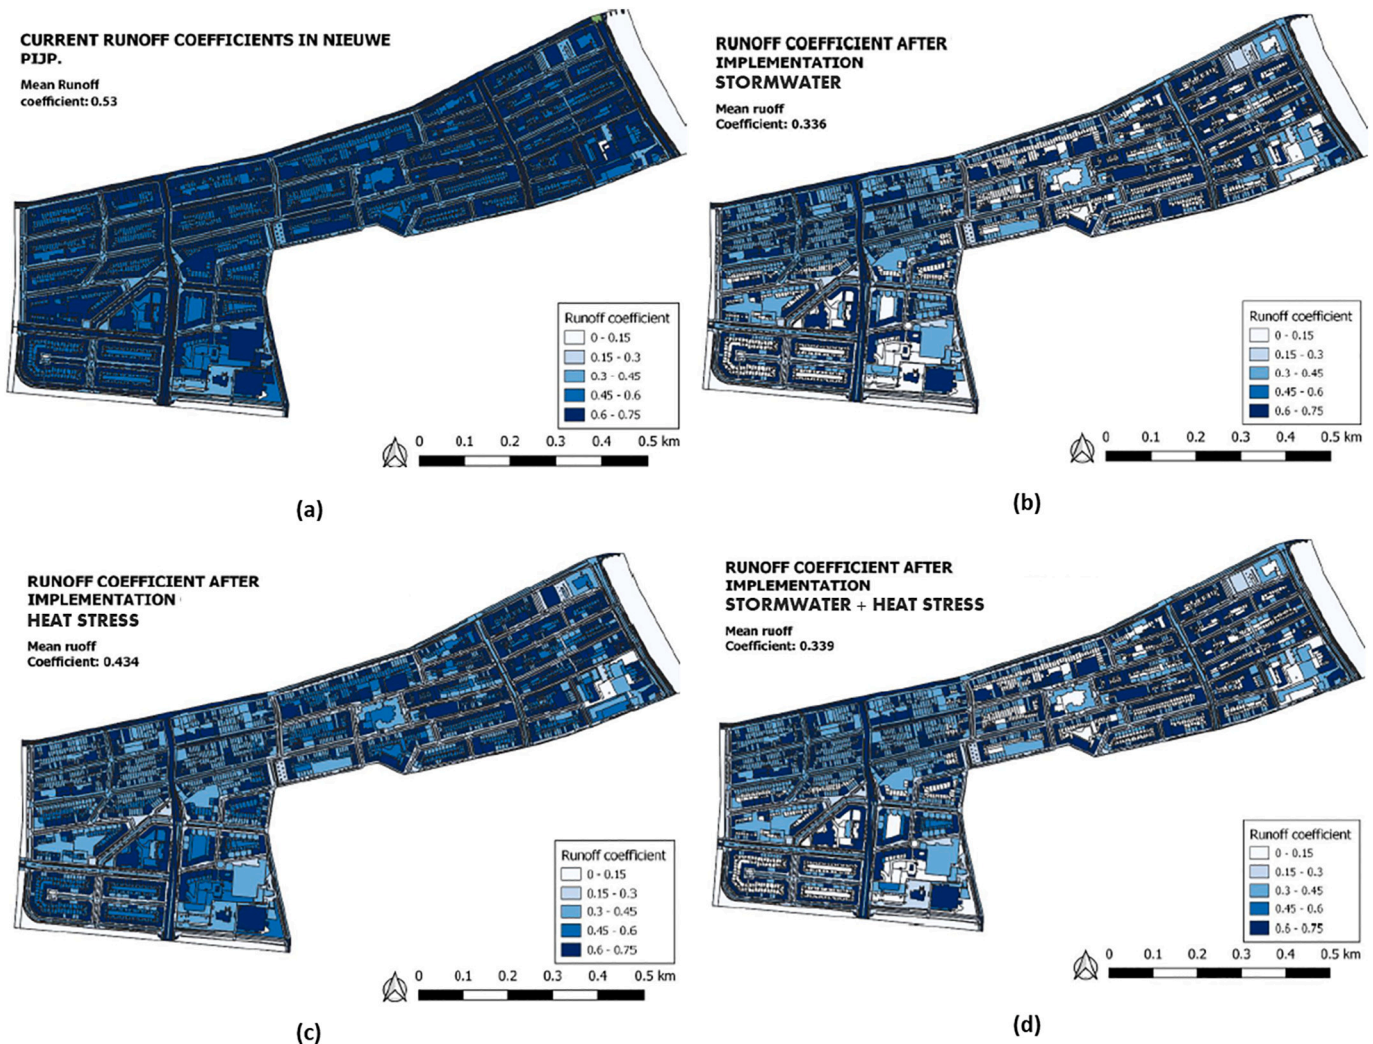 CURRENT RUNOFF COEFFICIENTS IN NIEUWE
PIJP.
Mean Runoff
coefficient: 0.53
Runoff coefficient
0 - 0.15
0.15 - 0.3
0.3 - 0.45
0.45 - 0.6
0.6 - 0.75
0 0.1 0.2 0.3 0.4 0.5 km
(a)
RUNOFF COEFFICIENT AFTER
IMPLEMENTATION
STORMWATER
Mean ruoff
Coefficient: 0.336
Runoff coefficient
0 - 0.15
0.15 - 0.3
0.3 - 0.45
0.45 - 0.6
0.6 - 0.75
0 0.1 0.2 0.3 0.4 0.5 km
(b)
RUNOFF COEFFICIENT AFTER
IMPLEMENTATION
HEAT STRESS
Mean ruoff
Coefficient: 0.434
Runoff coefficient
0 - 0.15
0.15 - 0.3
0.3 - 0.45
0.45 - 0.6
0.6 - 0.75
0 0.1 0.2 0.3 0.4 0.5 km
(c)
RUNOFF COEFFICIENT AFTER
IMPLEMENTATION
STORMWATER + HEAT STRESS
Mean ruoff
Coefficient: 0.339
Runoff coefficient
0 - 0.15
0.15 - 0.3
0.3 - 0.45
0.45 - 0.6
0.6 - 0.75
0 0.1 0.2 0.3 0.4 0.5 km
(d)